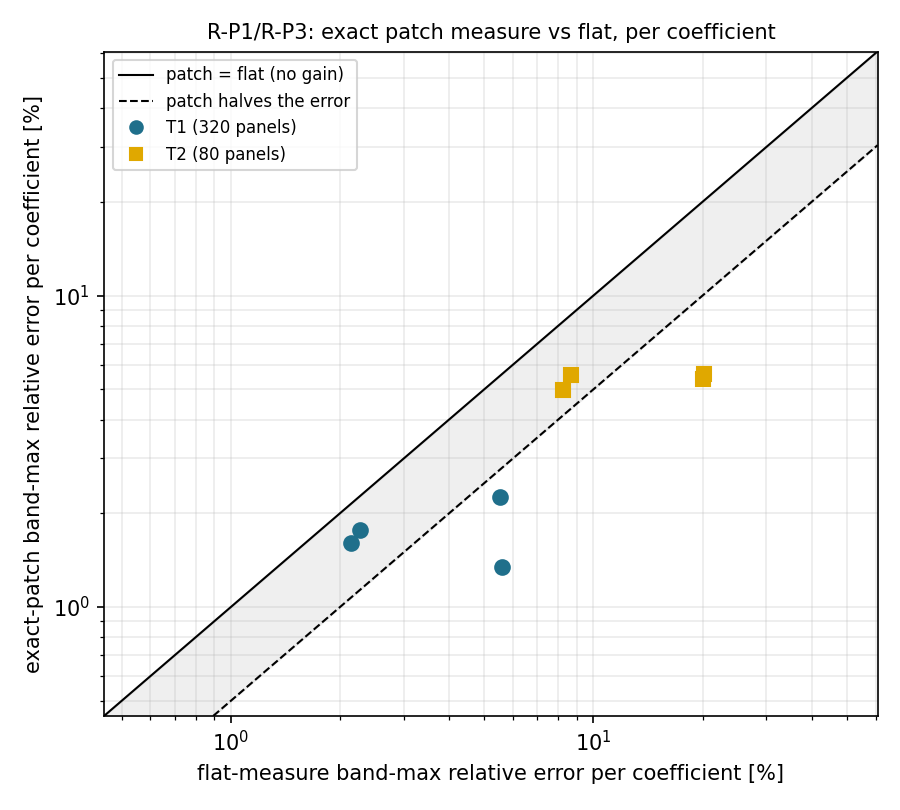 R-P1/R-P3: exact patch measure vs flat, per coefficient
patch = flat (no gain)
patch halves the error
T1 (320 panels)
T2 (80 panels)
exact-patch band-max relative error per coefficient [%]
10¹
10⁰
10⁰
10¹
flat-measure band-max relative error per coefficient [%]